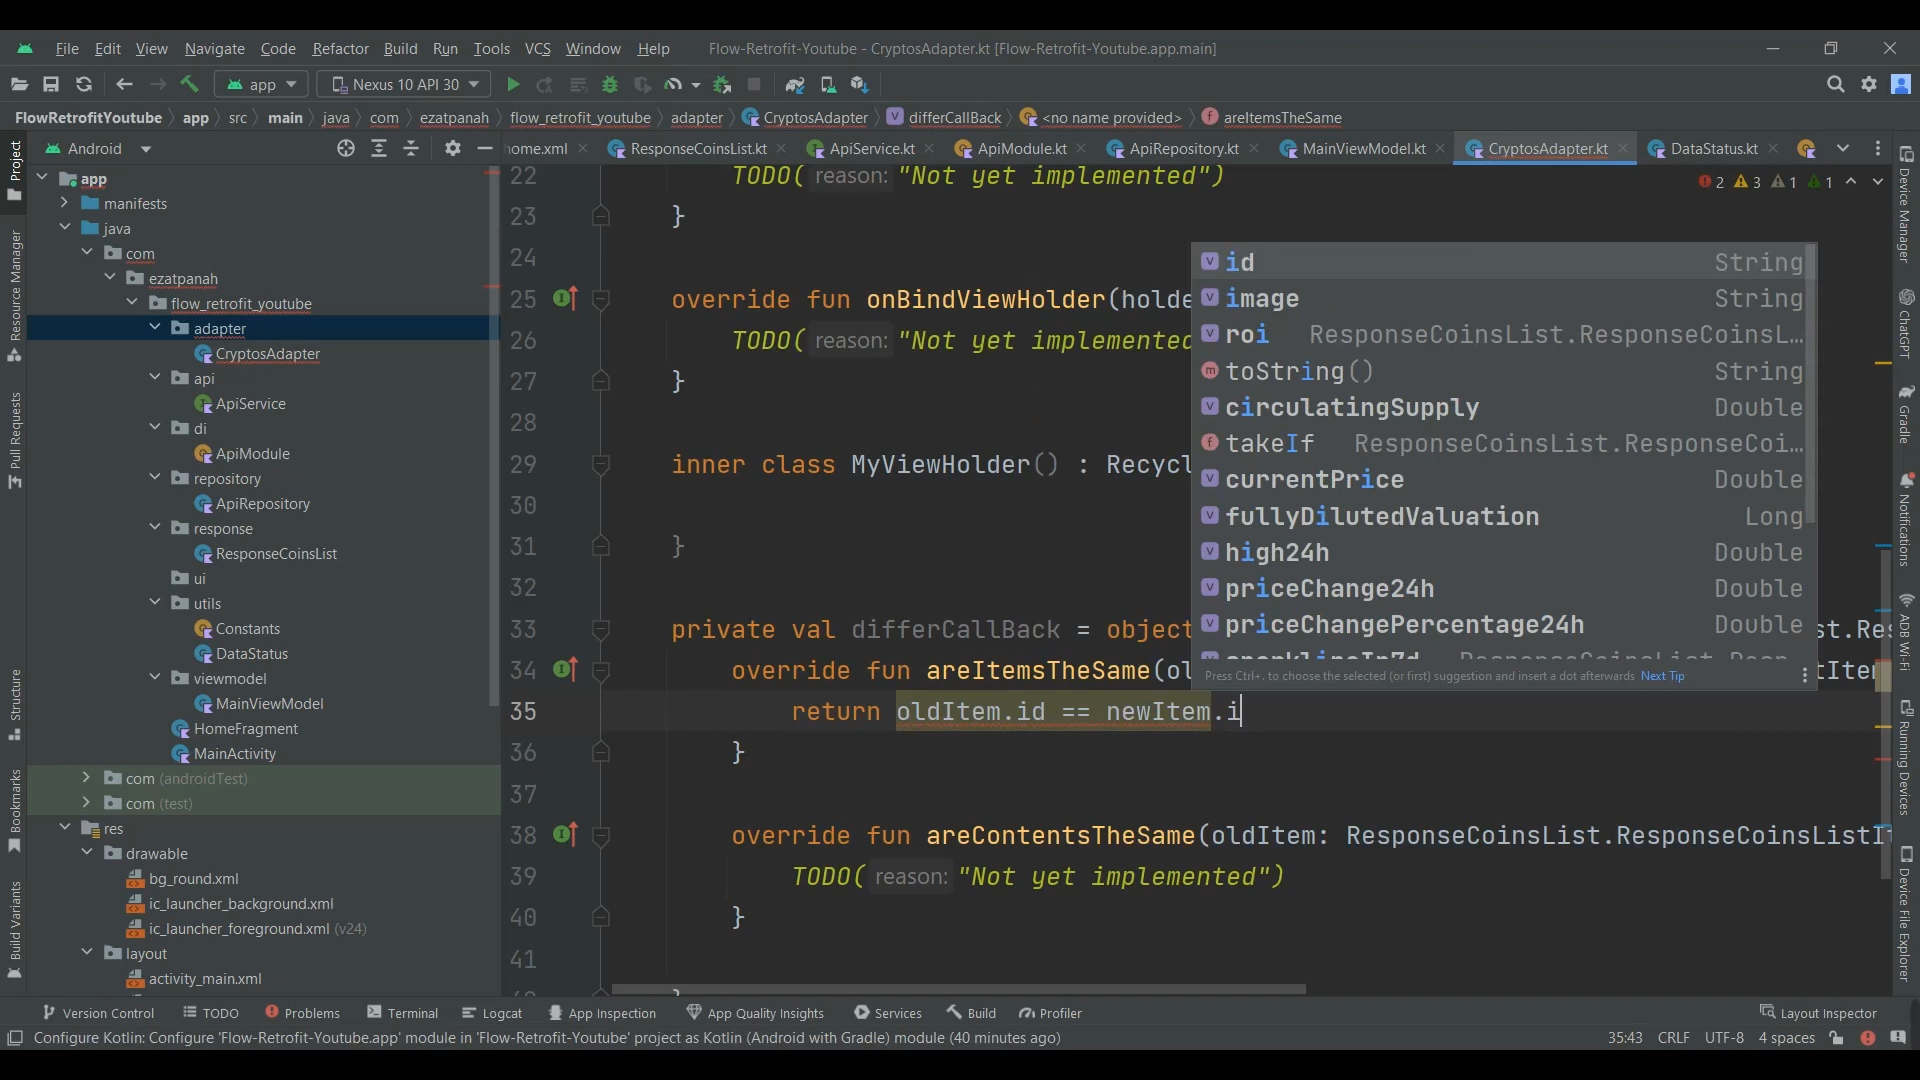 File Edit View Navigate Code Refactor Build Run Tools VCS Window Help Flow-Retrofit-Youtube - CryptosAdapter.kt [Flow-Retrofit-Youtube.app.main]
app Nexus 10 API 30
FlowRetrofitYoutube app src main java com ezatpanah flow_retrofit_youtube adapter CryptosAdapter differCallBack <no name provided> areItemsTheSame
Android
home.xml ResponseCoinsList.kt ApiService.kt ApiModule.kt ApiRepository.kt MainViewModel.kt CryptosAdapter.kt DataStatus.kt
2 3 1 1
Project
Resource Manager
Pull Requests
Structure
Bookmarks
Build Variants
app
manifests
java
com
ezatpanah
flow_retrofit_youtube
adapter
CryptosAdapter
api
ApiService
di
ApiModule
repository
ApiRepository
response
ResponseCoinsList
ui
utils
Constants
DataStatus
viewmodel
MainViewModel
HomeFragment
MainActivity
com (androidTest)
com (test)
res
drawable
bg_round.xml
ic_launcher_background.xml
ic_launcher_foreground.xml (v24)
layout
activity_main.xml
22 TODO( reason: "Not yet implemented")
23 }
24
25 override fun onBindViewHolder(holde
26 TODO( reason: "Not yet implemented
27 }
28
29 inner class MyViewHolder() : Recycl
30
31 }
32
33 private val differCallBack = object st.Res
34 override fun areItemsTheSame(ol tItem
35 return oldItem.id == newItem.i
36 }
37
38 override fun areContentsTheSame(oldItem: ResponseCoinsList.ResponseCoinsListIt
39 TODO( reason: "Not yet implemented")
40 }
41
id String
image String
roi ResponseCoinsList.ResponseCoinsL...
toString() String
circulatingSupply Double
takeIf ResponseCoinsList.ResponseCoi...
currentPrice Double
fullyDilutedValuation Long
high24h Double
priceChange24h Double
priceChangePercentage24h Double
Press Ctrl+. to choose the selected (or first) suggestion and insert a dot afterwards Next Tip
Device Manager
ChatGPT
Gradle
Notifications
ADB Wi-Fi
Running Devices
Device File Explorer
Version Control TODO Problems Terminal Logcat App Inspection App Quality Insights Services Build Profiler Layout Inspector
Configure Kotlin: Configure 'Flow-Retrofit-Youtube.app' module in 'Flow-Retrofit-Youtube' project as Kotlin (Android with Gradle) module (40 minutes ago) 35:43 CRLF UTF-8 4 spaces